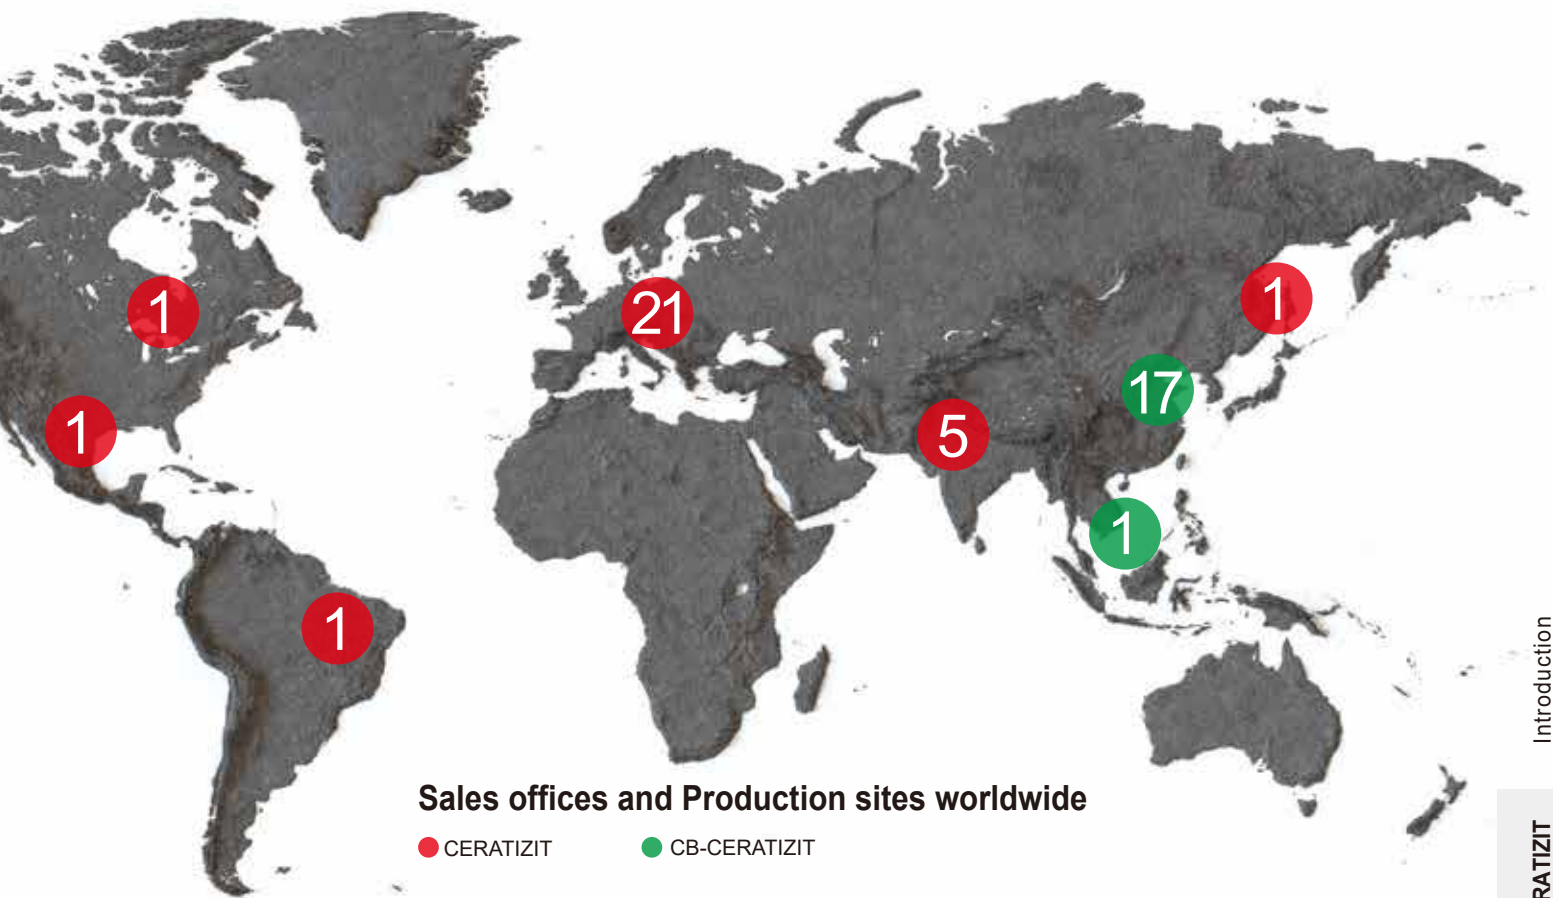 1
21
1
17
1
5
1
1
Sales offices and Production sites worldwide
CERATIZIT
CB-CERATIZIT
Introduction
RATIZIT